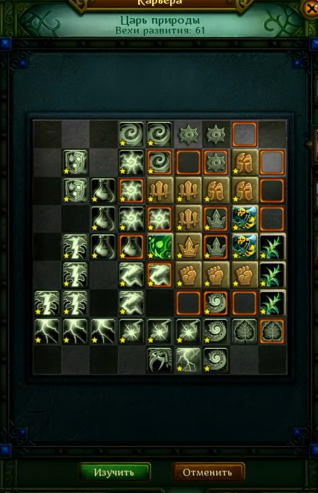 Карьера
Царь природы
Вехи развития: 61
Изучить
Отменить